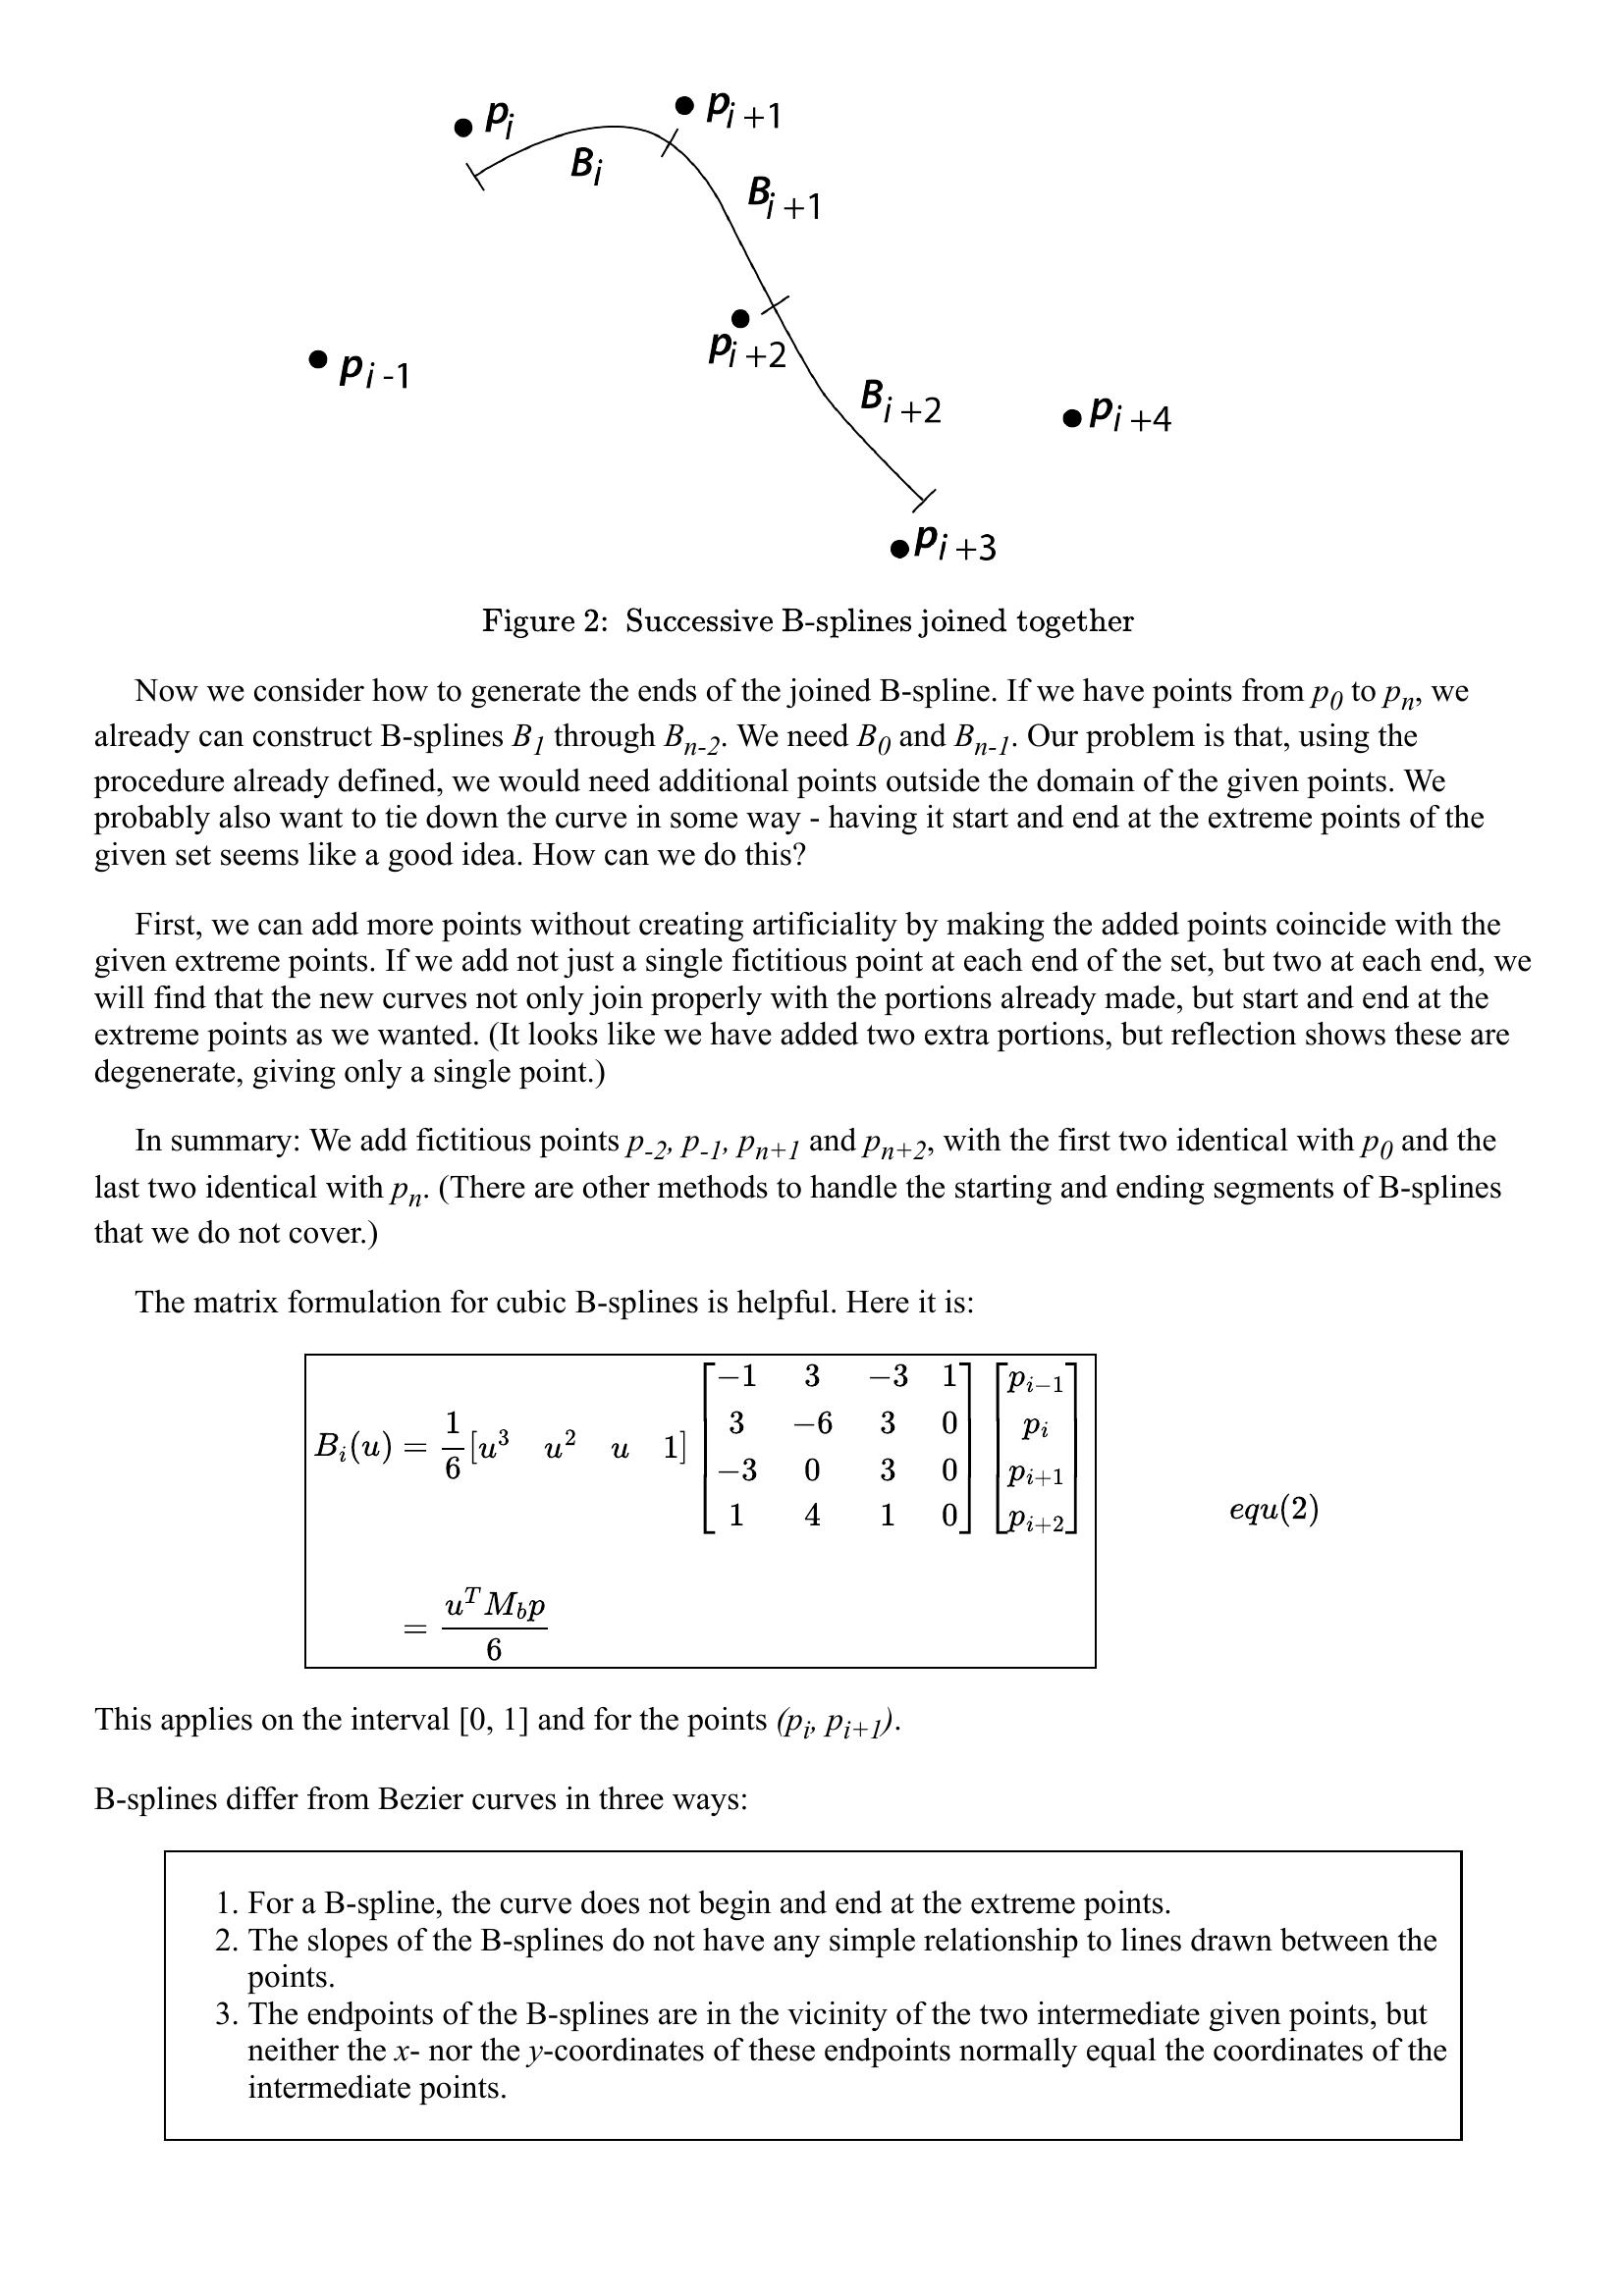 p_i
p_{i+1}
B_i
B_{i+1}
p_{i+2}
p_{i-1}
B_{i+2}
p_{i+4}
p_{i+3}
Figure 2: Successive B-splines joined together
Now we consider how to generate the ends of the joined B-spline. If we have points from p_0 to p_n, we
already can construct B-splines B_1 through B_{n-2}. We need B_0 and B_{n-1}. Our problem is that, using the
procedure already defined, we would need additional points outside the domain of the given points. We
probably also want to tie down the curve in some way - having it start and end at the extreme points of the
given set seems like a good idea. How can we do this?
First, we can add more points without creating artificiality by making the added points coincide with the
given extreme points. If we add not just a single fictitious point at each end of the set, but two at each end, we
will find that the new curves not only join properly with the portions already made, but start and end at the
extreme points as we wanted. (It looks like we have added two extra portions, but reflection shows these are
degenerate, giving only a single point.)
In summary: We add fictitious points p_{-2}, p_{-1}, p_{n+1} and p_{n+2}, with the first two identical with p_0 and the
last two identical with p_n. (There are other methods to handle the starting and ending segments of B-splines
that we do not cover.)
The matrix formulation for cubic B-splines is helpful. Here it is:
B_i(u) = \frac{1}{6} [u^3 u^2 u 1] \begin{bmatrix} -1 & 3 & -3 & 1 \\ 3 & -6 & 3 & 0 \\ -3 & 0 & 3 & 0 \\ 1 & 4 & 1 & 0 \end{bmatrix} \begin{bmatrix} p_{i-1} \\ p_i \\ p_{i+1} \\ p_{i+2} \end{bmatrix}
equ(2)
= \frac{u^T M_b p}{6}
This applies on the interval [0, 1] and for the points (p_i, p_{i+1}).
B-splines differ from Bezier curves in three ways:
1. For a B-spline, the curve does not begin and end at the extreme points.
2. The slopes of the B-splines do not have any simple relationship to lines drawn between the
points.
3. The endpoints of the B-splines are in the vicinity of the two intermediate given points, but
neither the x- nor the y-coordinates of these endpoints normally equal the coordinates of the
intermediate points.